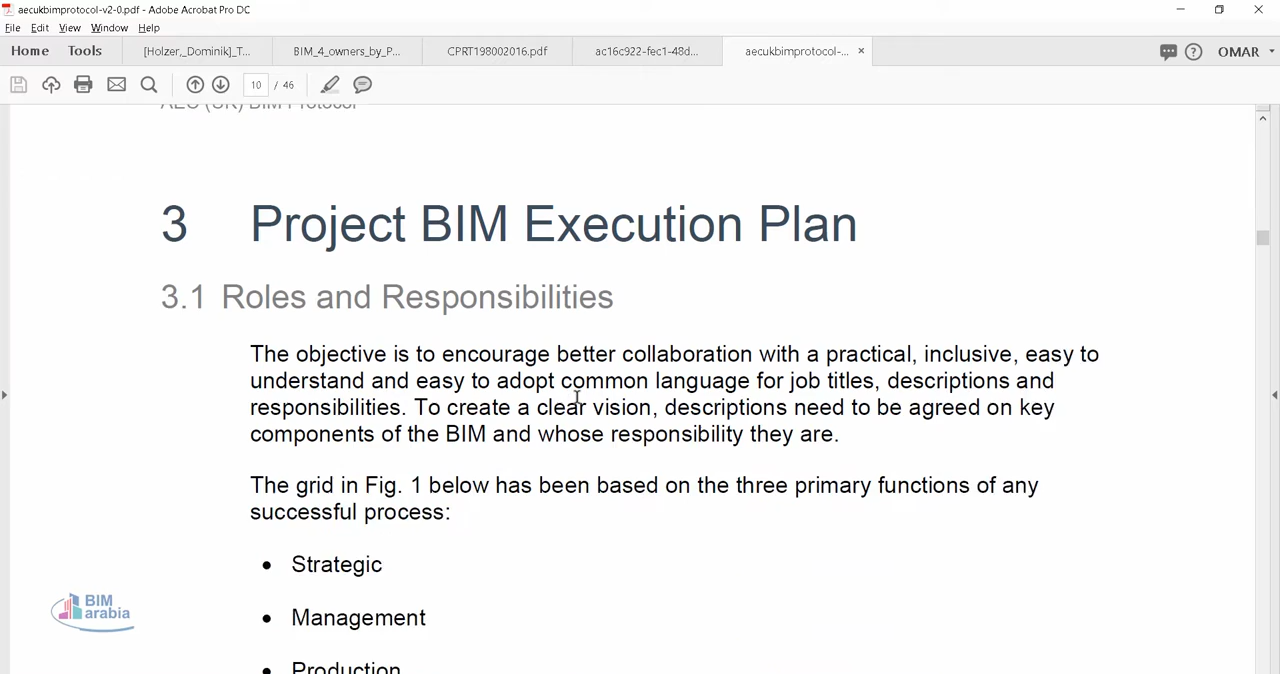 aecukbimprotocol-v2-0.pdf - Adobe Acrobat Pro DC
File Edit View Window Help
Home Tools [Holzer,_Dominik]_T... BIM_4_owners_by_P... CPRT198002016.pdf ac16c922-fec1-48d... aecukbimprotocol-... × OMAR
10 / 46
AEC (UK) BIM Protocol
3 Project BIM Execution Plan
3.1 Roles and Responsibilities
The objective is to encourage better collaboration with a practical, inclusive, easy to
understand and easy to adopt common language for job titles, descriptions and
responsibilities. To create a clear vision, descriptions need to be agreed on key
components of the BIM and whose responsibility they are.
The grid in Fig. 1 below has been based on the three primary functions of any
successful process:
• Strategic
• Management
• Production
BIM
arabia